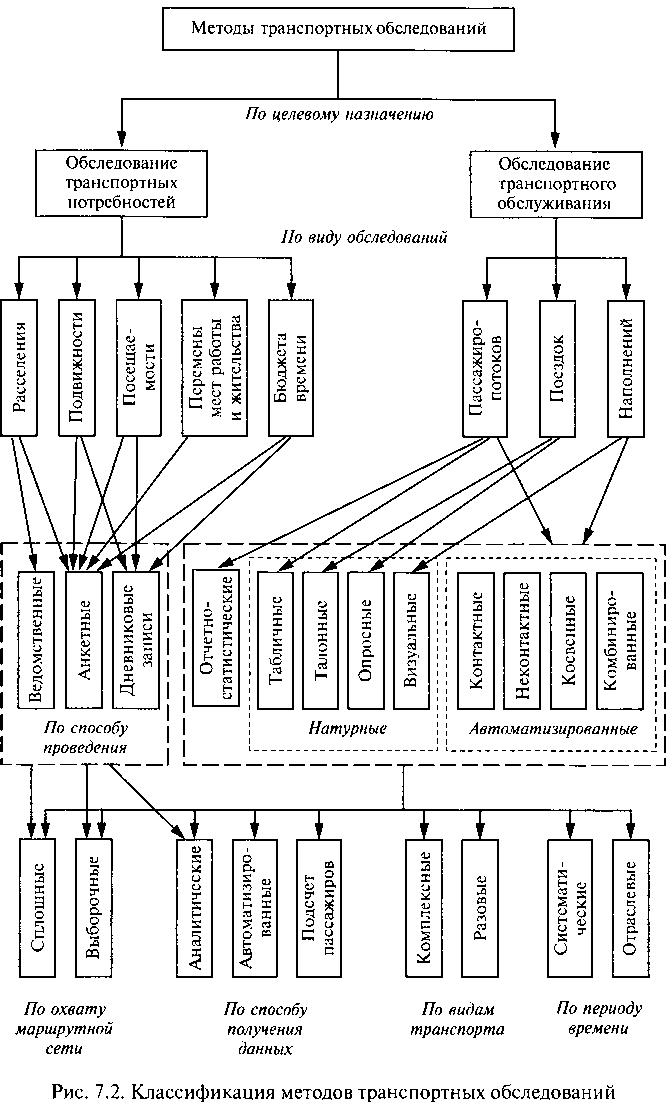 Методы транспортных обследований
По целевому назначению
Обследование
транспортных
потребностей
Обследование
транспортного
обслуживания
По виду обследований
Расселения
Подвижности
Посещае-
мости
Перемены
мест работы
и жительства
Бюджета
времени
Пассажиро-
потоков
Поездок
Наполнений
Ведомственные
Анкетные
Дневниковые
записи
По способу
проведения
Отчетно-
статистические
Табличные
Талонные
Опросные
Визуальные
Натурные
Контактные
Неконтактные
Косвенные
Комбиниро-
ванные
Автоматизированные
Сплошные
Выборочные
Аналитические
Автоматизиро-
ванные
Подсчет
пассажиров
Комплексные
Разовые
Системати-
ческие
Отраслевые
По охвату
маршрутной
сети
По способу
получения
данных
По видам
транспорта
По периоду
времени
Рис. 7.2. Классификация методов транспортных обследований